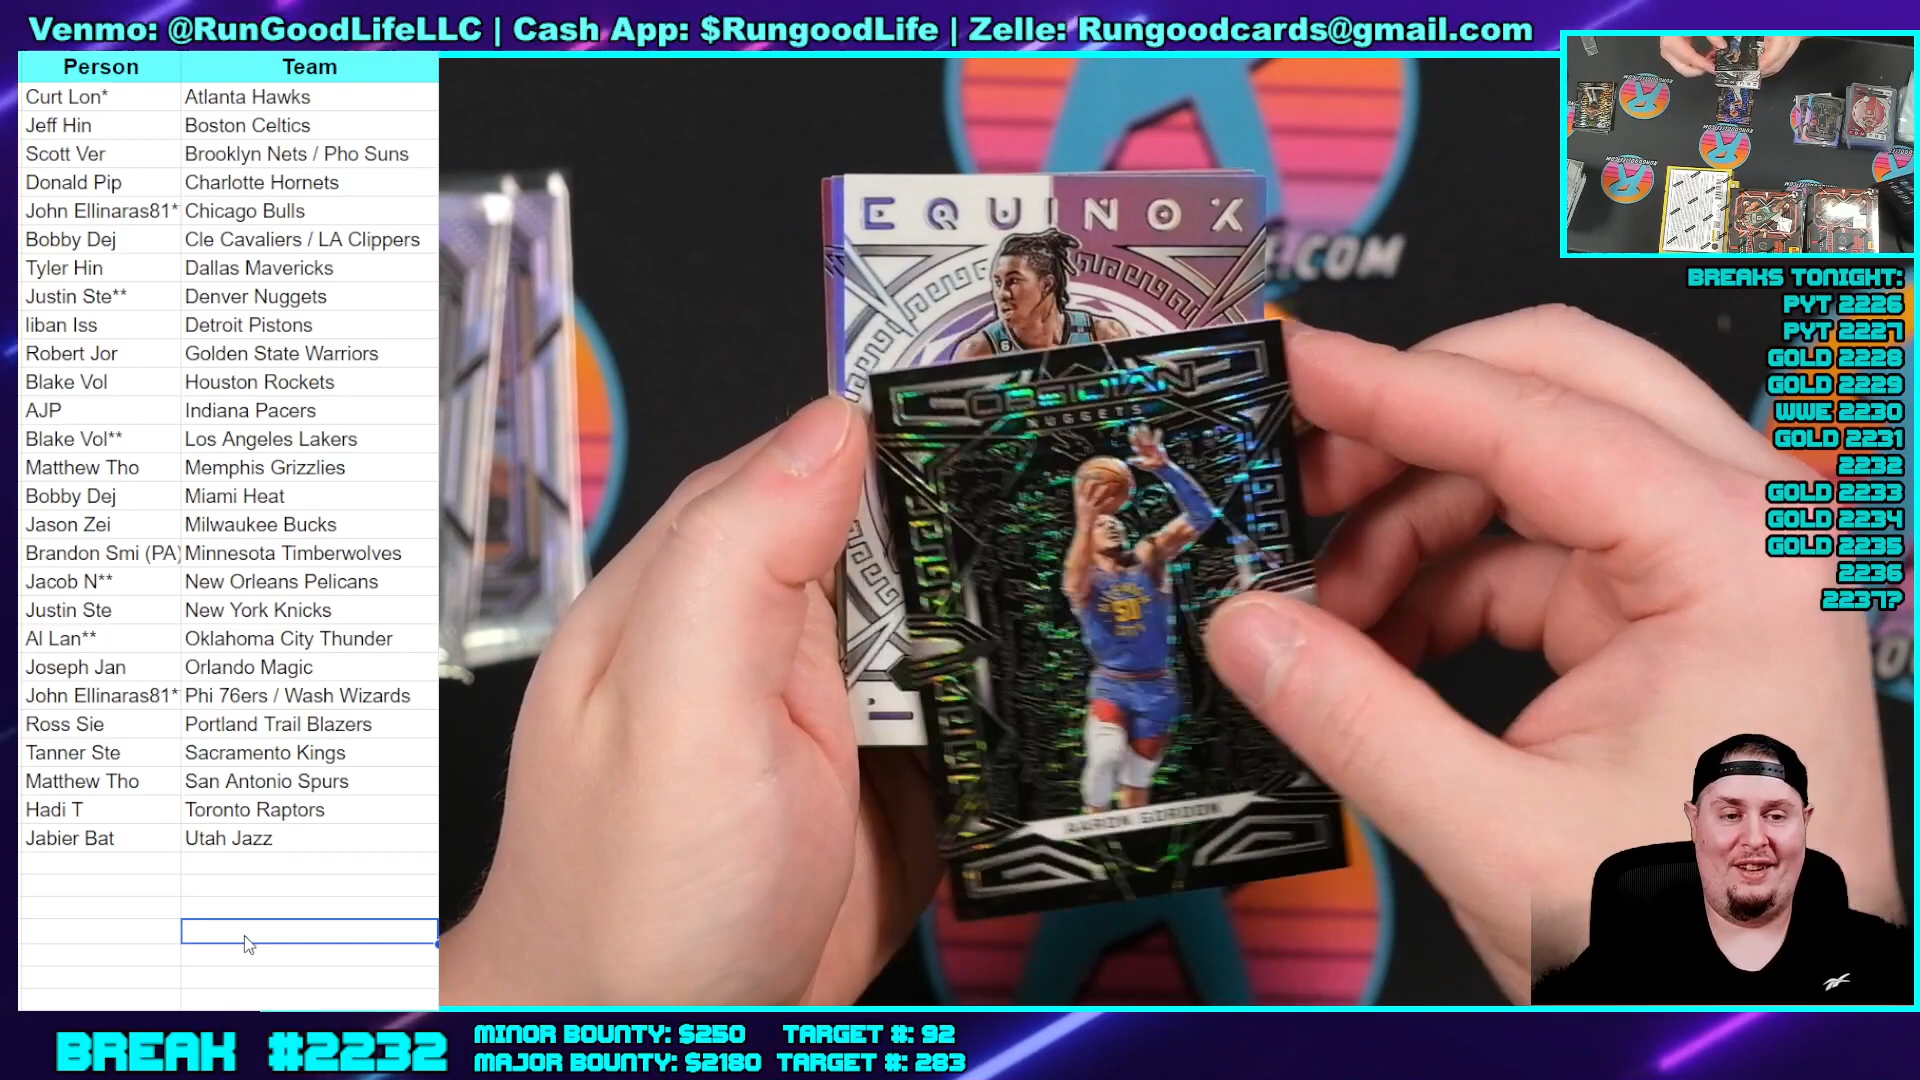 Venmo: @RunGoodLifeLLC | Cash App: $RungoodLife | Zelle: Rungoodcards@gmail.com
Person Team
Curt Lon* Atlanta Hawks
Jeff Hin Boston Celtics
Scott Ver Brooklyn Nets / Pho Suns
Donald Pip Charlotte Hornets
John Ellinaras81* Chicago Bulls
Bobby Dej Cle Cavaliers / LA Clippers
Tyler Hin Dallas Mavericks
Justin Ste** Denver Nuggets
liban Iss Detroit Pistons
Robert Jor Golden State Warriors
Blake Vol Houston Rockets
AJP Indiana Pacers
Blake Vol** Los Angeles Lakers
Matthew Tho Memphis Grizzlies
Bobby Dej Miami Heat
Jason Zei Milwaukee Bucks
Brandon Smi (PA) Minnesota Timberwolves
Jacob N** New Orleans Pelicans
Justin Ste New York Knicks
Al Lan** Oklahoma City Thunder
Joseph Jan Orlando Magic
John Ellinaras81* Phi 76ers / Wash Wizards
Ross Sie Portland Trail Blazers
Tanner Ste Sacramento Kings
Matthew Tho San Antonio Spurs
Hadi T Toronto Raptors
Jabier Bat Utah Jazz
EQUINOX
.COM
6
OBSIDIAN
NUGGETS
50
AARON GORDON
BREAKS TONIGHT:
PYT 2226
PYT 2227
GOLD 2228
GOLD 2229
WWE 2230
GOLD 2231
2232
GOLD 2233
GOLD 2234
GOLD 2235
2236
2237?
BREAK #2232
MINOR BOUNTY: $250 TARGET #: 92
MAJOR BOUNTY: $2180 TARGET #: 283